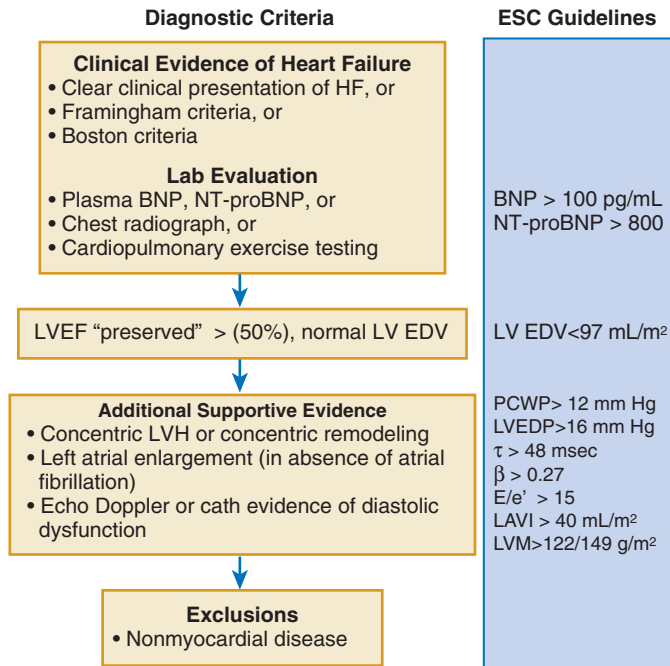 Diagnostic Criteria
ESC Guidelines
Clinical Evidence of Heart Failure
• Clear clinical presentation of HF, or
• Framingham criteria, or
• Boston criteria
Lab Evaluation
• Plasma BNP, NT-proBNP, or
• Chest radiograph, or
• Cardiopulmonary exercise testing
BNP > 100 pg/mL
NT-proBNP > 800
LVEF “preserved” > (50%), normal LV EDV
LV EDV<97 mL/m²
Additional Supportive Evidence
• Concentric LVH or concentric remodeling
• Left atrial enlargement (in absence of atrial
fibrillation)
• Echo Doppler or cath evidence of diastolic
dysfunction
PCWP> 12 mm Hg
LVEDP>16 mm Hg
τ > 48 msec
β > 0.27
E/e' > 15
LAVI > 40 mL/m²
LVM>122/149 g/m²
Exclusions
• Nonmyocardial disease